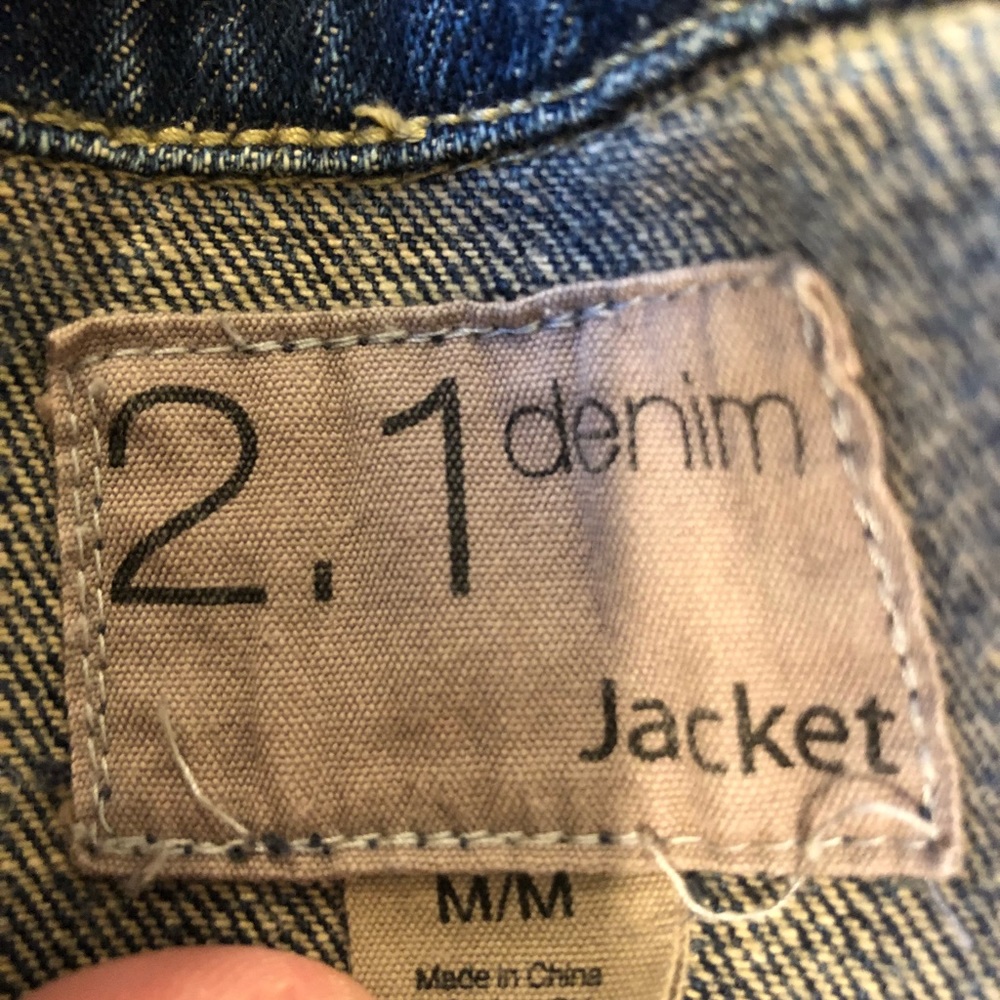 2.1 denim
Jacket
M/M
Made in China